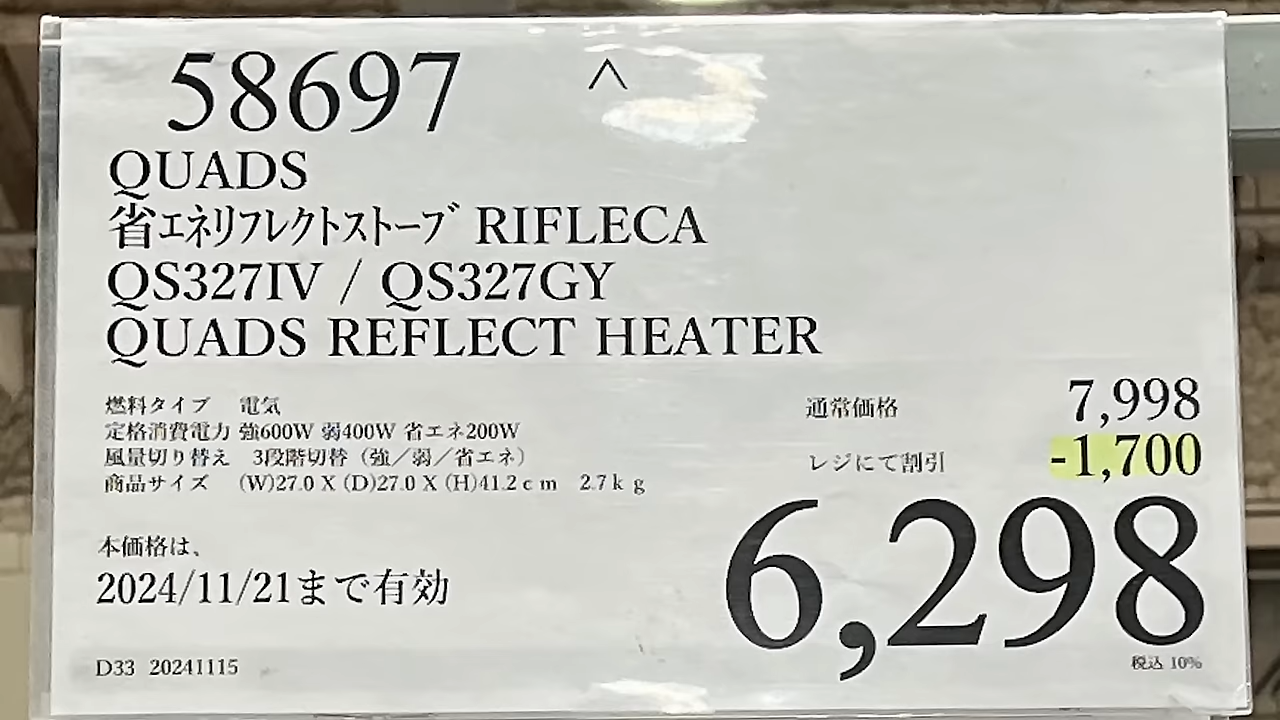 58697 ^
QUADS
省エネリフレクトストーブ RIFLECA
QS327IV / QS327GY
QUADS REFLECT HEATER
燃料タイプ 電気
定格消費電力 強600W 弱400W 省エネ200W
風量切り替え 3段階切替（強／弱／省エネ）
商品サイズ (W)27.0 X (D)27.0 X (H)41.2ｃｍ 2.7ｋｇ
通常価格 7,998
レジにて割引 -1,700
6,298
税込 10%
本価格は、
2024/11/21まで有効
D33 20241115